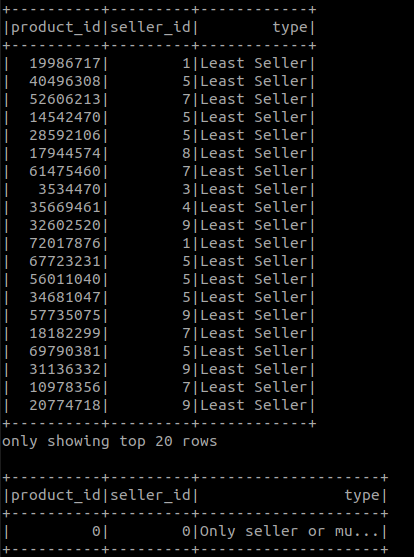 +----------+---------+------------+
|product_id|seller_id|        type|
+----------+---------+------------+
|  19986717|        1|Least Seller|
|  40496308|        5|Least Seller|
|  52606213|        7|Least Seller|
|  14542470|        5|Least Seller|
|  28592106|        5|Least Seller|
|  17944574|        8|Least Seller|
|  61475460|        7|Least Seller|
|   3534470|        3|Least Seller|
|  35669461|        4|Least Seller|
|  32602520|        9|Least Seller|
|  72017876|        1|Least Seller|
|  67723231|        5|Least Seller|
|  56011040|        5|Least Seller|
|  34681047|        5|Least Seller|
|  57735075|        9|Least Seller|
|  18182299|        7|Least Seller|
|  69790381|        5|Least Seller|
|  31136332|        9|Least Seller|
|  10978356|        7|Least Seller|
|  20774718|        9|Least Seller|
+----------+---------+------------+
only showing top 20 rows
+----------+---------+--------------------+
|product_id|seller_id|                type|
+----------+---------+--------------------+
|         0|        0|Only seller or mu...|
+----------+---------+--------------------+